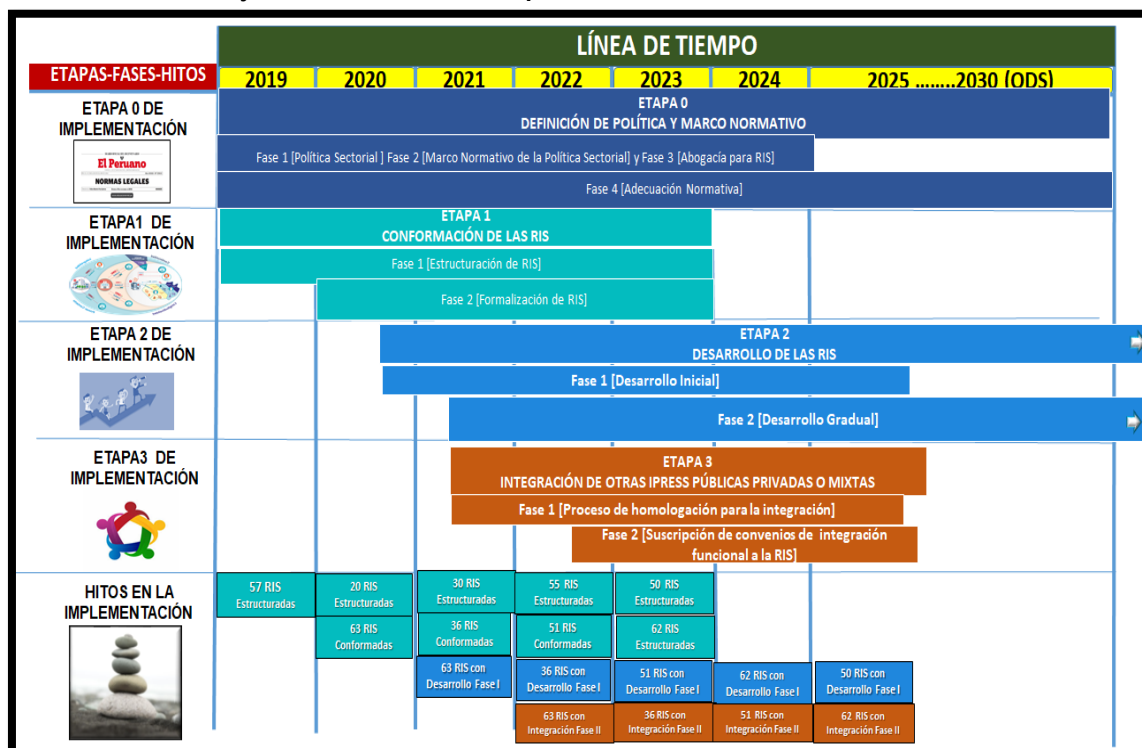 LÍNEA DE TIEMPO
ETAPAS-FASES-HITOS
2019
2020
2021
2022
2023
2024
2025 ........2030 (ODS)
ETAPA 0 DE
IMPLEMENTACIÓN
El Peruano
NORMAS LEGALES
ETAPA 0
DEFINICIÓN DE POLÍTICA Y MARCO NORMATIVO
Fase 1 [Política Sectorial ] Fase 2 [Marco Normativo de la Política Sectorial] y Fase 3 [Abogacía para RIS]
Fase 4 [Adecuación Normativa]
ETAPA1 DE
IMPLEMENTACIÓN
ETAPA 1
CONFORMACIÓN DE LAS RIS
Fase 1 [Estructuración de RIS]
Fase 2 [Formalización de RIS]
ETAPA 2 DE
IMPLEMENTACIÓN
ETAPA 2
DESARROLLO DE LAS RIS
Fase 1 [Desarrollo Inicial]
Fase 2 [Desarrollo Gradual]
ETAPA3 DE
IMPLEMENTACIÓN
ETAPA 3
INTEGRACIÓN DE OTRAS IPRESS PÚBLICAS PRIVADAS O MIXTAS
Fase 1 [Proceso de homologación para la integración]
Fase 2 [Suscripción de convenios de integración
funcional a la RIS]
HITOS EN LA
IMPLEMENTACIÓN
57 RIS
Estructuradas
20 RIS
Estructuradas
30 RIS
Estructuradas
55 RIS
Estructuradas
50 RIS
Estructuradas
63 RIS
Conformadas
36 RIS
Conformadas
51 RIS
Conformadas
62 RIS
Estructuradas
63 RIS con
Desarrollo Fase I
36 RIS con
Desarrollo Fase I
51 RIS con
Desarrollo Fase I
62 RIS con
Desarrollo Fase I
50 RIS con
Desarrollo Fase I
63 RIS con
Integración Fase II
36 RIS con
Integración Fase II
51 RIS con
Integración Fase II
62 RIS con
Integración Fase II